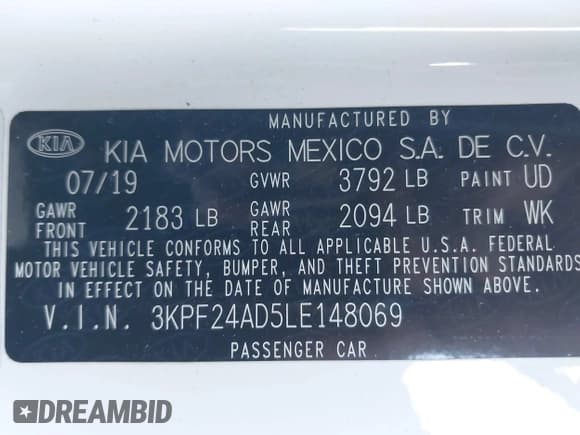 MANUFACTURED BY
KIA KIA MOTORS MEXICO S.A. DE C.V.
07/19 GVWR 3792 LB PAINT UD
GAWR FRONT 2183 LB GAWR REAR 2094 LB TRIM WK
THIS VEHICLE CONFORMS TO ALL APPLICABLE U.S.A. FEDERAL
MOTOR VEHICLE SAFETY, BUMPER, AND THEFT PREVENTION STANDARDS
IN EFFECT ON THE DATE OF MANUFACTURE SHOWN ABOVE.
V.I.N. 3KPF24AD5LE148069
PASSENGER CAR
DREAMBID